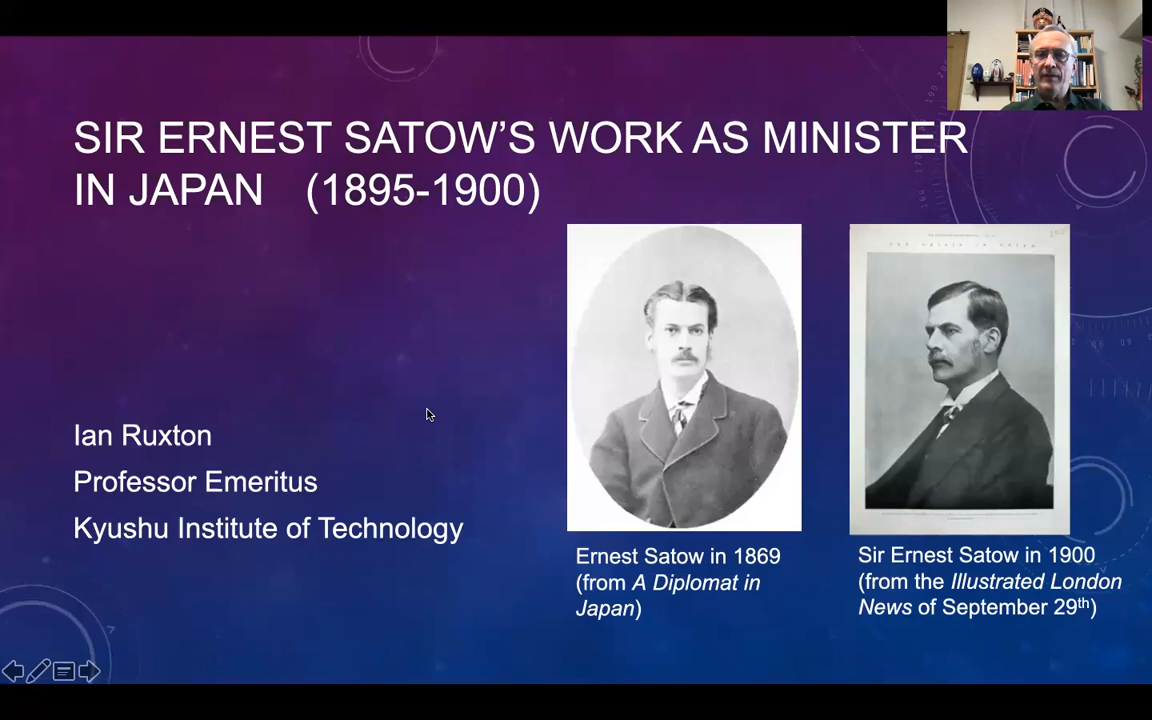 SIR ERNEST SATOW’S WORK AS MINISTER
IN JAPAN (1895-1900)
Ian Ruxton
Professor Emeritus
Kyushu Institute of Technology
Ernest Satow in 1869
(from A Diplomat in
Japan)
Sir Ernest Satow in 1900
(from the Illustrated London
News of September 29th)